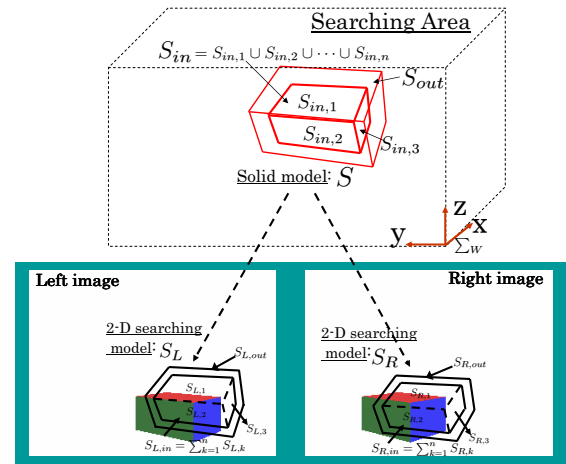 Searching Area
S_in = S_in,1 ∪ S_in,2 ∪ ⋯ ∪ S_in,n
S_out
S_in,1
S_in,2
S_in,3
Solid model: S
z
x
y
Σ_W
Left image
Right image
2-D searching
model: S_L
S_L,out
S_L,1
S_L,2
S_L,3
S_L,in = ∑_{k=1}^{n} S_L,k
2-D searching
model: S_R
S_R,out
S_R,1
S_R,2
S_R,3
S_R,in = ∑_{k=1}^{n} S_R,k